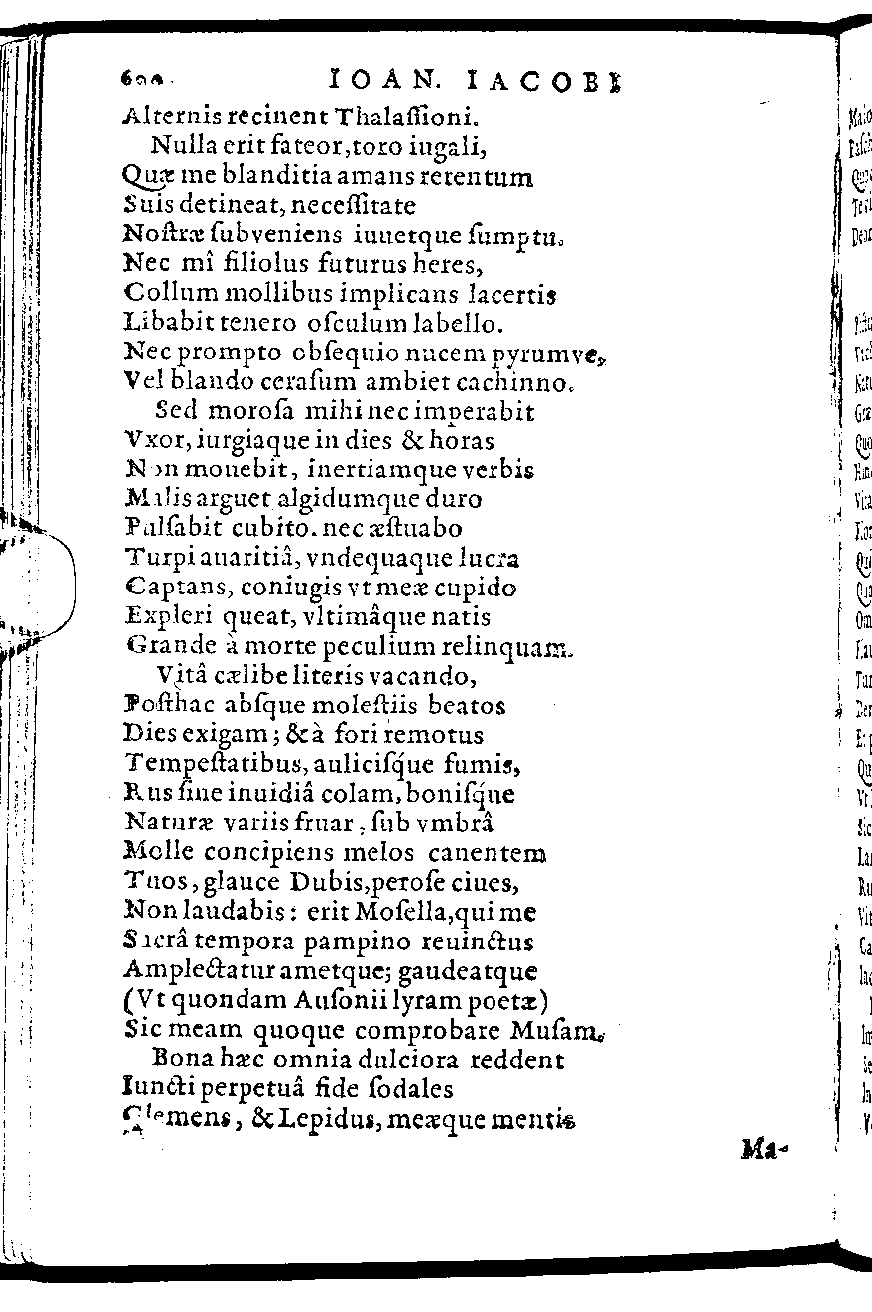 600 IOAN. IACOBI
Alternis recinent Thalaſſioni.
Nulla erit fateor, toro iugali,
Quæ me blanditia amans rerentum
Suis detineat, neceſſitate
Noſtræ ſubveniens iuuetque ſumptu.
Nec mî filiolus futurus heres,
Collum mollibus implicans lacertis
Libabit tenero oſculum labello.
Nec prompto obſequio nucem pyrumve,
Vel blando ceraſum ambiet cachinno.
Sed moroſa mihi nec imperabit
Vxor, iurgiaque in dies & horas
Non mouebit, inertiamque verbis
Malis arguet algidumque duro
Pulſabit cubito. nec æſtuabo
Turpi auaritiâ, vndequaque lucra
Captans, coniugis vt meæ cupido
Expleri queat, vltimâque natis
Grande à morte peculium relinquam.
Vitâ cælibe literis vacando,
Poſthac abſque moleſtiis beatos
Dies exigam; & à fori remotus
Tempeſtatibus, auliciſq́ue fumis,
Rus ſine inuidiâ colam, boniſq́ue
Naturæ variis fruar, ſub vmbrâ
Molle concipiens melos canentem
Tuos, glauce Dubis, peroſe ciues,
Non laudabis: erit Moſella, qui me
Sacrâ tempora pampino reuinctus
Amplectatur ametque; gaudeatque
(Vt quondam Auſonii lyram poetæ)
Sic meam quoque comprobare Muſam.
Bona hæc omnia dulciora reddent
Iuncti perpetuâ fide ſodales
Clemens, & Lepidus, meæque mentis
Ma-